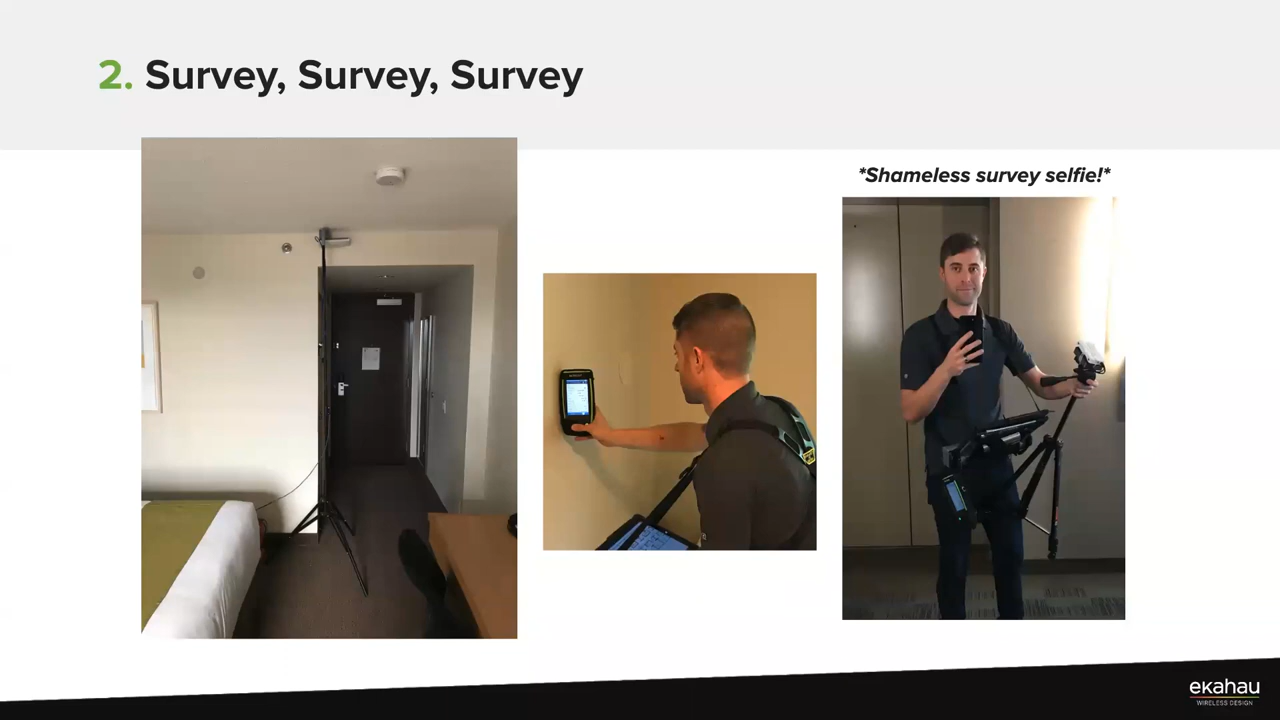 2. Survey, Survey, Survey
*Shameless survey selfie!*
ekahau
WIRELESS DESIGN